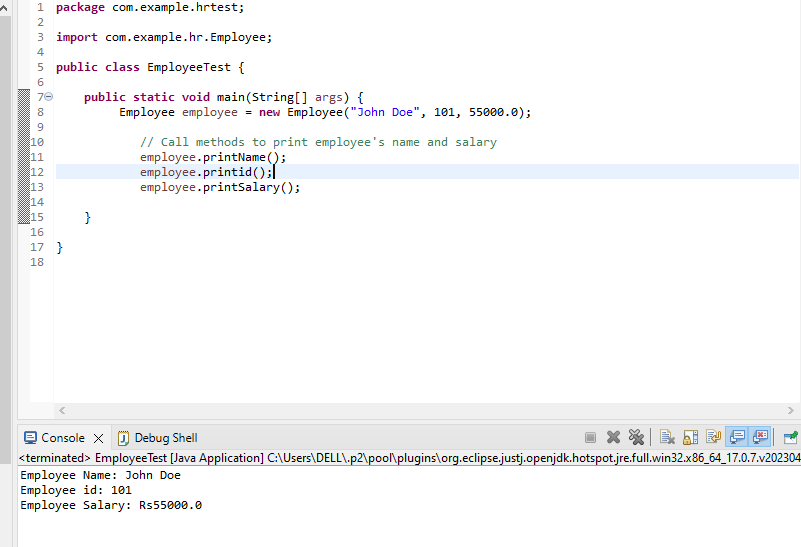 1 package com.example.hrtest;
2
3 import com.example.hr.Employee;
4
5 public class EmployeeTest {
6
7 public static void main(String[] args) {
8 Employee employee = new Employee("John Doe", 101, 55000.0);
9
10 // Call methods to print employee's name and salary
11 employee.printName();
12 employee.printid();
13 employee.printSalary();
14
15 }
16
17 }
18
Console Debug Shell
<terminated> EmployeeTest [Java Application] C:\Users\DELL\.p2\pool\plugins\org.eclipse.justj.openjdk.hotspot.jre.full.win32.x86_64_17.0.7.v202304
Employee Name: John Doe
Employee id: 101
Employee Salary: Rs55000.0